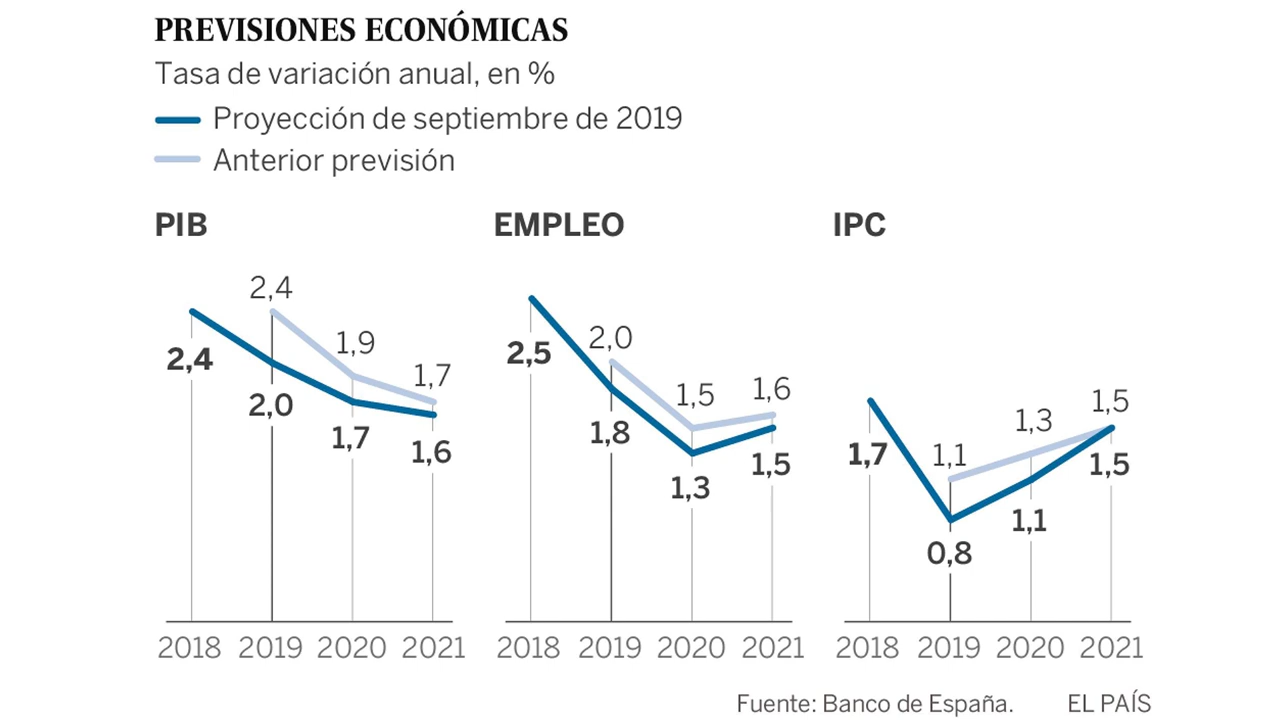 PREVISIONES ECONÓMICAS
Tasa de variación anual, en %
Proyección de septiembre de 2019
Anterior previsión
PIB
2,4
1,9
1,7
2,4
2,0
1,7
1,6
2018 2019 2020 2021
EMPLEO
2,0
1,5
1,6
2,5
1,8
1,3
1,5
2018 2019 2020 2021
IPC
1,1
1,3
1,5
1,7
0,8
1,1
1,5
2018 2019 2020 2021
Fuente: Banco de España. EL PAÍS